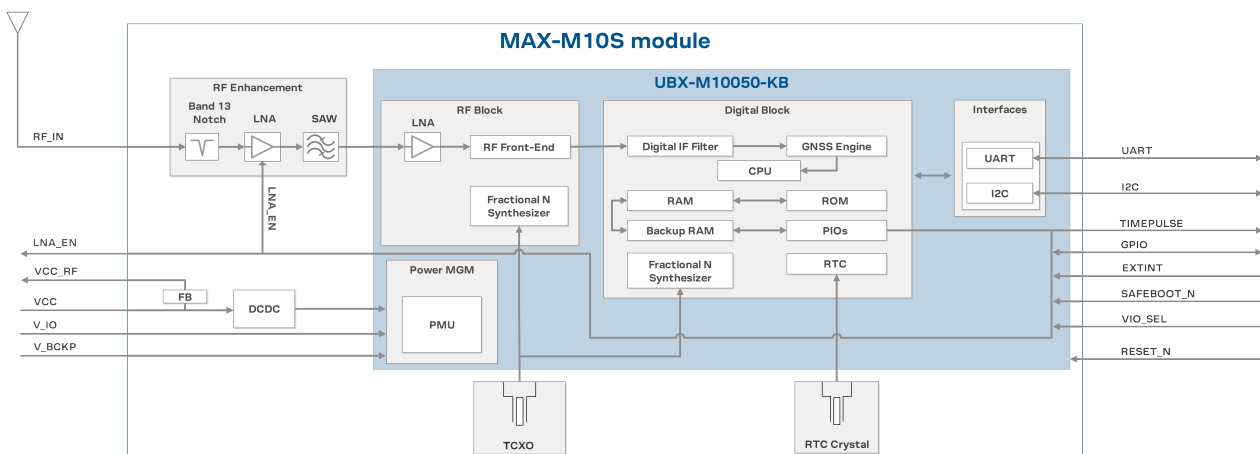 MAX-M10S module
UBX-M10050-KB
RF Enhancement
Band 13
Notch
LNA
SAW
RF_IN
LNA_EN
RF Block
LNA
RF Front-End
Fractional N
Synthesizer
Digital Block
Digital IF Filter
GNSS Engine
CPU
RAM
ROM
Backup RAM
PIOs
Fractional N
Synthesizer
RTC
Interfaces
UART
I2C
UART
I2C
TIMEPULSE
GPIO
EXTINT
SAFEBOOT_N
VIO_SEL
RESET_N
LNA_EN
VCC_RF
FB
VCC
DCDC
V_IO
V_BCKP
Power MGM
PMU
TCXO
RTC Crystal